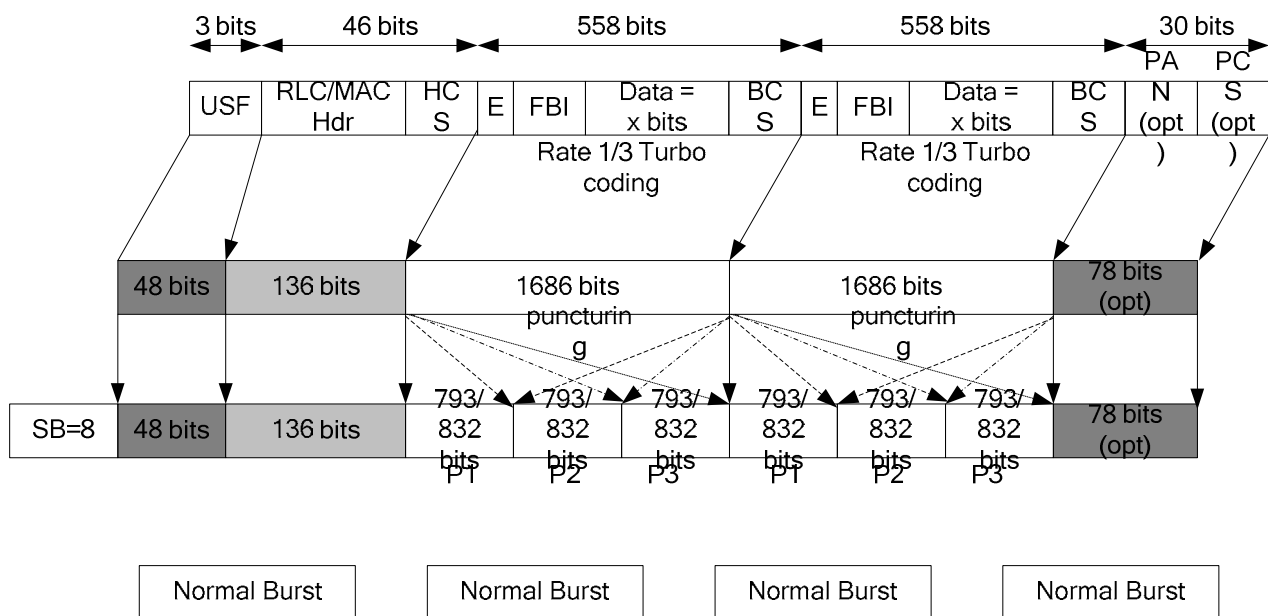 3 bits 46 bits 558 bits 558 bits 30 bits
USF
RLC/MAC
Hdr
HC
S
E
FBI
Data =
x bits
BC
S
E
FBI
Data =
x bits
BC
S
PA
N
(opt
)
PC
S
(opt
)
Rate 1/3 Turbo
coding
Rate 1/3 Turbo
coding
48 bits
136 bits
1686 bits
puncturin
g
1686 bits
puncturin
g
78 bits
(opt)
SB=8
48 bits
136 bits
793/
832
bits
P1
793/
832
bits
P2
793/
832
bits
P3
793/
832
bits
P1
793/
832
bits
P2
793/
832
bits
P3
78 bits
(opt)
Normal Burst Normal Burst Normal Burst Normal Burst